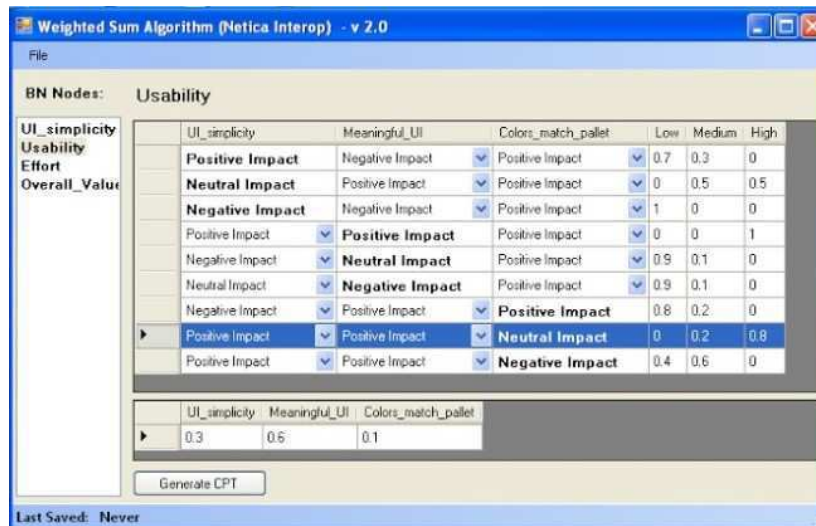 Weighted Sum Algorithm (Netica Interop) - v 2.0
File
BN Nodes: Usability
UI_simplicity
Usability
Effort
Overall_Value
UI_simplicity Meaningful_UI Colors_match_pallet Low Medium High
Positive Impact Negative Impact Positive Impact 0.7 0.3 0
Neutral Impact Positive Impact Positive Impact 0 0.5 0.5
Negative Impact Negative Impact Positive Impact 1 0 0
Positive Impact Positive Impact Positive Impact 0 0 1
Negative Impact Neutral Impact Positive Impact 0.9 0.1 0
Neutral Impact Negative Impact Positive Impact 0.9 0.1 0
Negative Impact Positive Impact Positive Impact 0.8 0.2 0
Positive Impact Positive Impact Neutral Impact 0 0.2 0.8
Positive Impact Positive Impact Negative Impact 0.4 0.6 0
UI_simplicity Meaningful_UI Colors_match_pallet
0.3 0.6 0.1
Generate CPT
Last Saved: Never